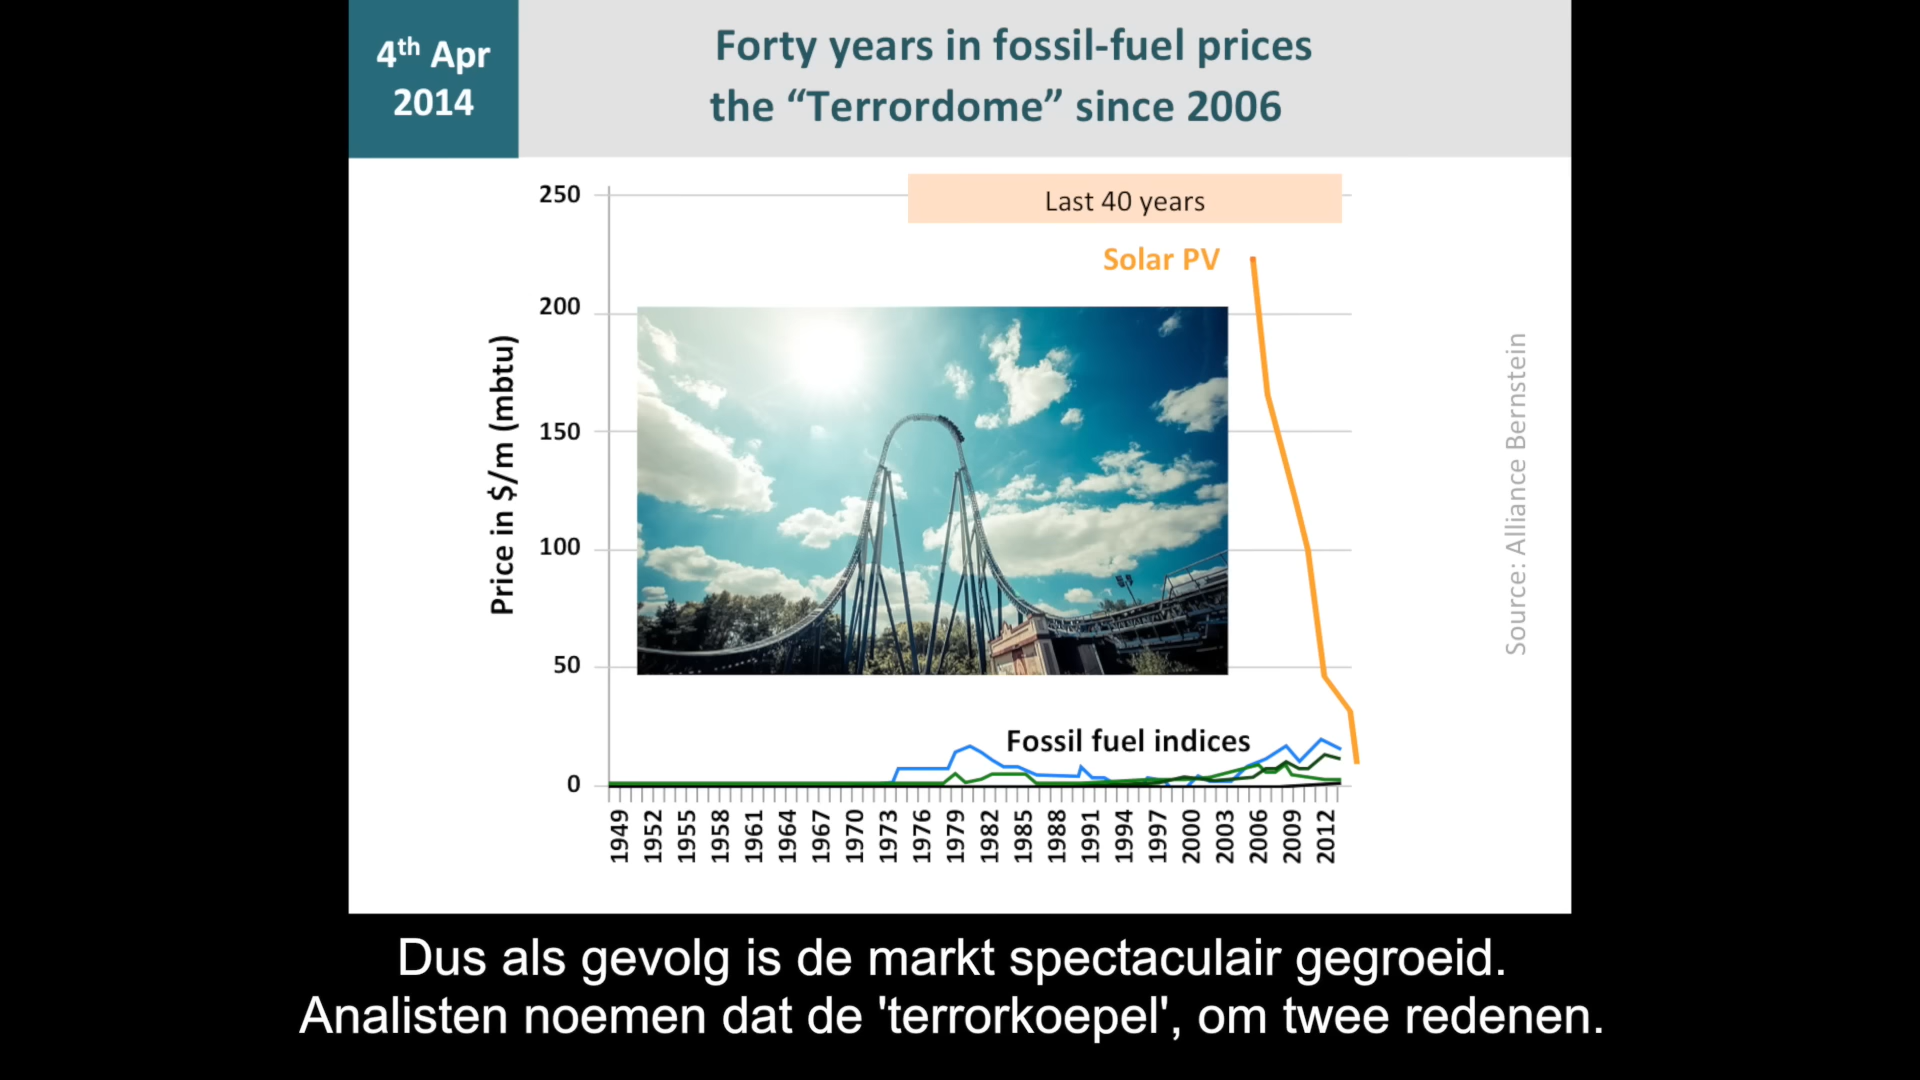 4th Apr
2014
Forty years in fossil-fuel prices
the “Terrordome” since 2006
Last 40 years
Solar PV
250
200
150
100
50
0
Price in $/m (mbtu)
Fossil fuel indices
1949 1952 1955 1958 1961 1964 1967 1970 1973 1976 1979 1982 1985 1988 1991 1994 1997 2000 2003 2006 2009 2012
Source: Alliance Bernstein
Dus als gevolg is de markt spectaculair gegroeid.
Analisten noemen dat de 'terrorkoepel', om twee redenen.